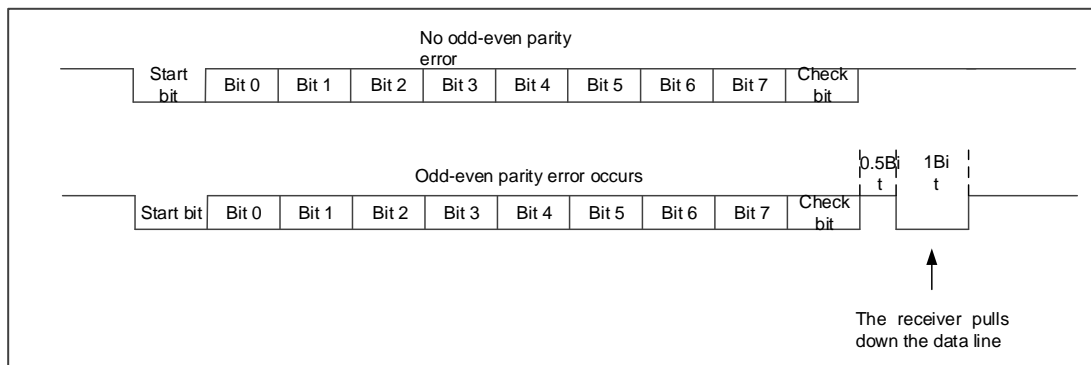 No odd-even parity
error
Start
bit
Bit 0 Bit 1 Bit 2 Bit 3 Bit 4 Bit 5 Bit 6 Bit 7
Check
bit
0.5Bi
t
1Bi
t
Odd-even parity error occurs
Start bit Bit 0 Bit 1 Bit 2 Bit 3 Bit 4 Bit 5 Bit 6 Bit 7
Check
bit
The receiver pulls
down the data line